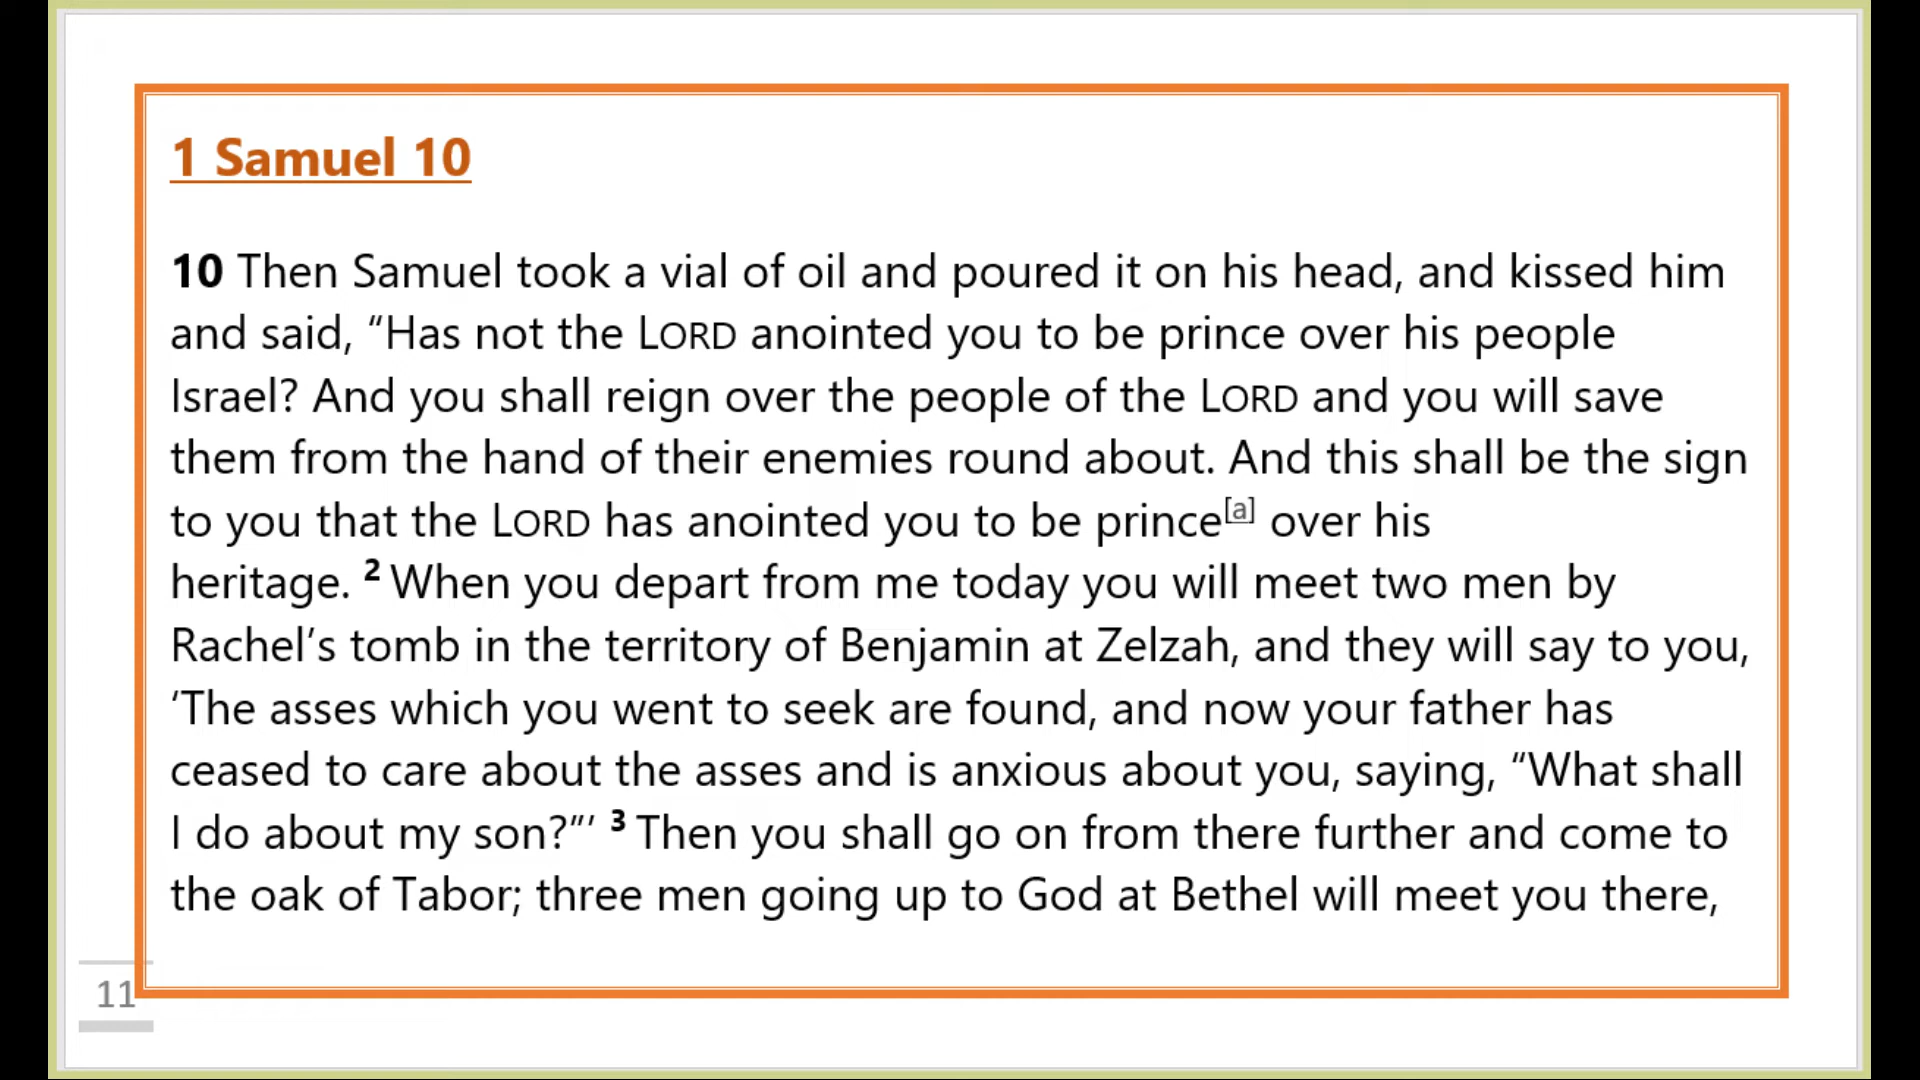 1 Samuel 10
10 Then Samuel took a vial of oil and poured it on his head, and kissed him
and said, “Has not the LORD anointed you to be prince over his people
Israel? And you shall reign over the people of the LORD and you will save
them from the hand of their enemies round about. And this shall be the sign
to you that the LORD has anointed you to be prince[a] over his
heritage. 2 When you depart from me today you will meet two men by
Rachel’s tomb in the territory of Benjamin at Zelzah, and they will say to you,
‘The asses which you went to seek are found, and now your father has
ceased to care about the asses and is anxious about you, saying, “What shall
I do about my son?”’ 3 Then you shall go on from there further and come to
the oak of Tabor; three men going up to God at Bethel will meet you there,
11